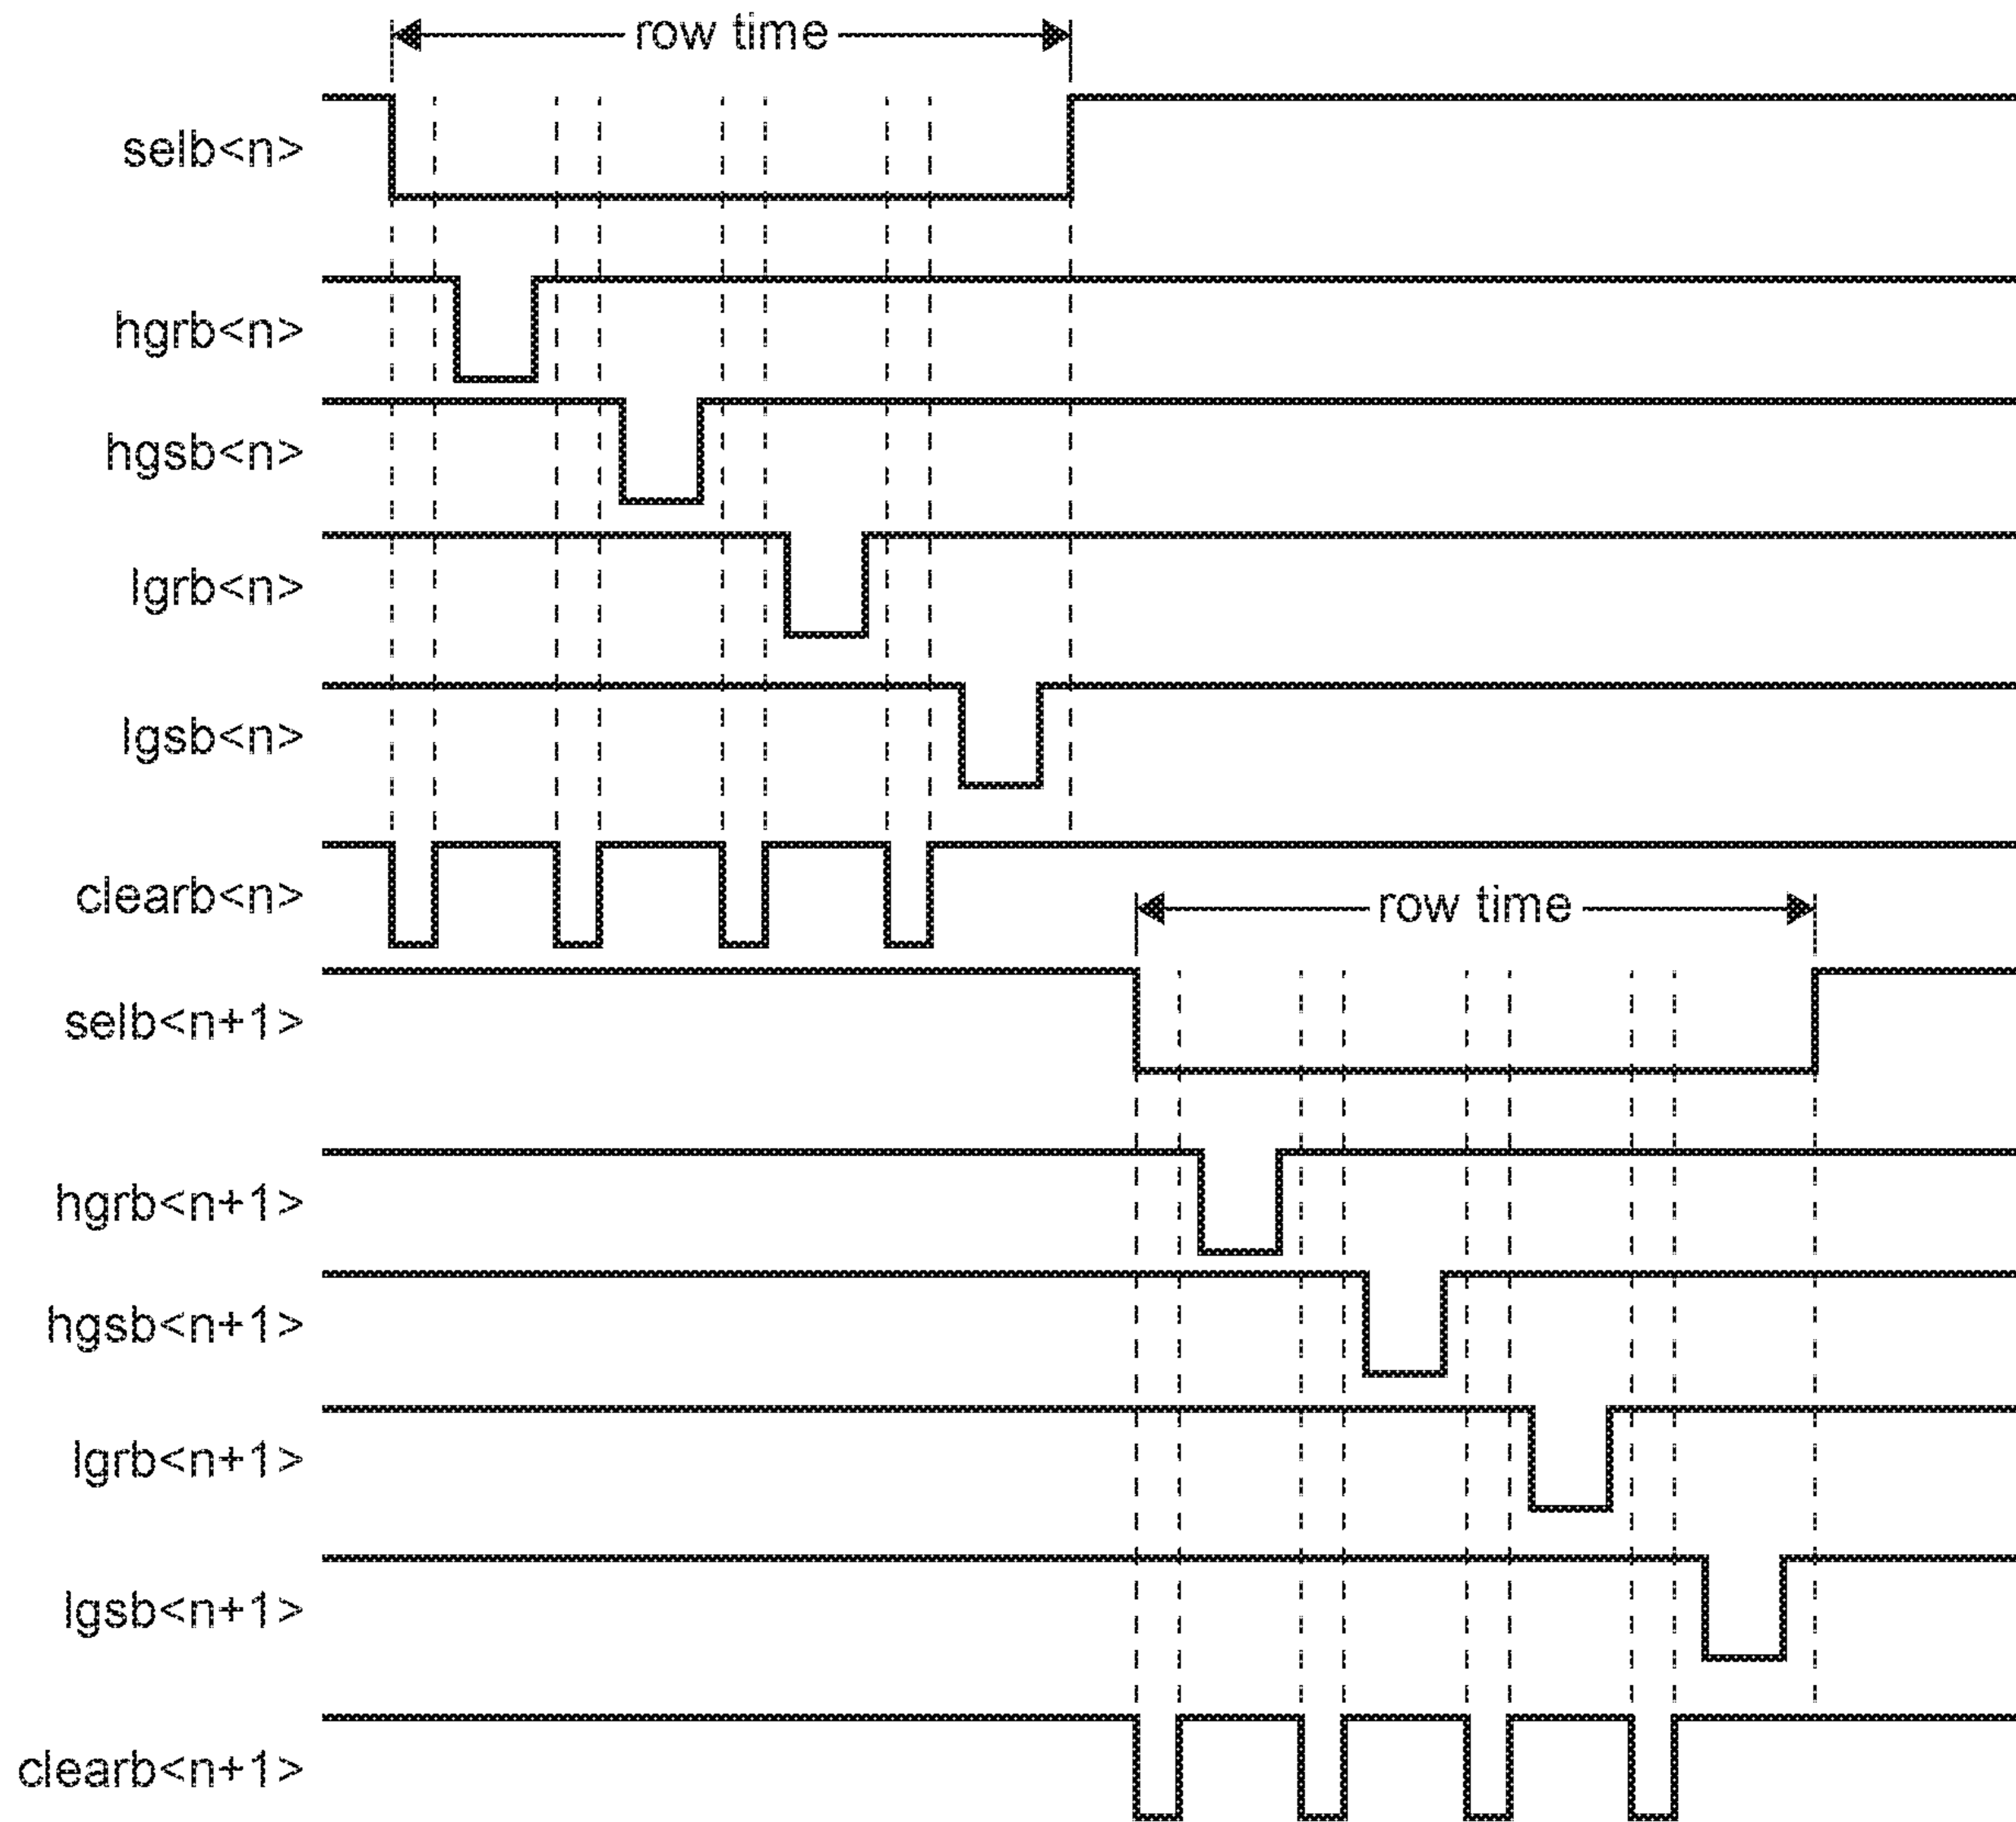 row time
selb<n>
hgrb<n>
hgsb<n>
lgrb<n>
lgsb<n>
clearb<n>
row time
selb<n+1>
hgrb<n+1>
hgsb<n+1>
lgrb<n+1>
lgsb<n+1>
clearb<n+1>